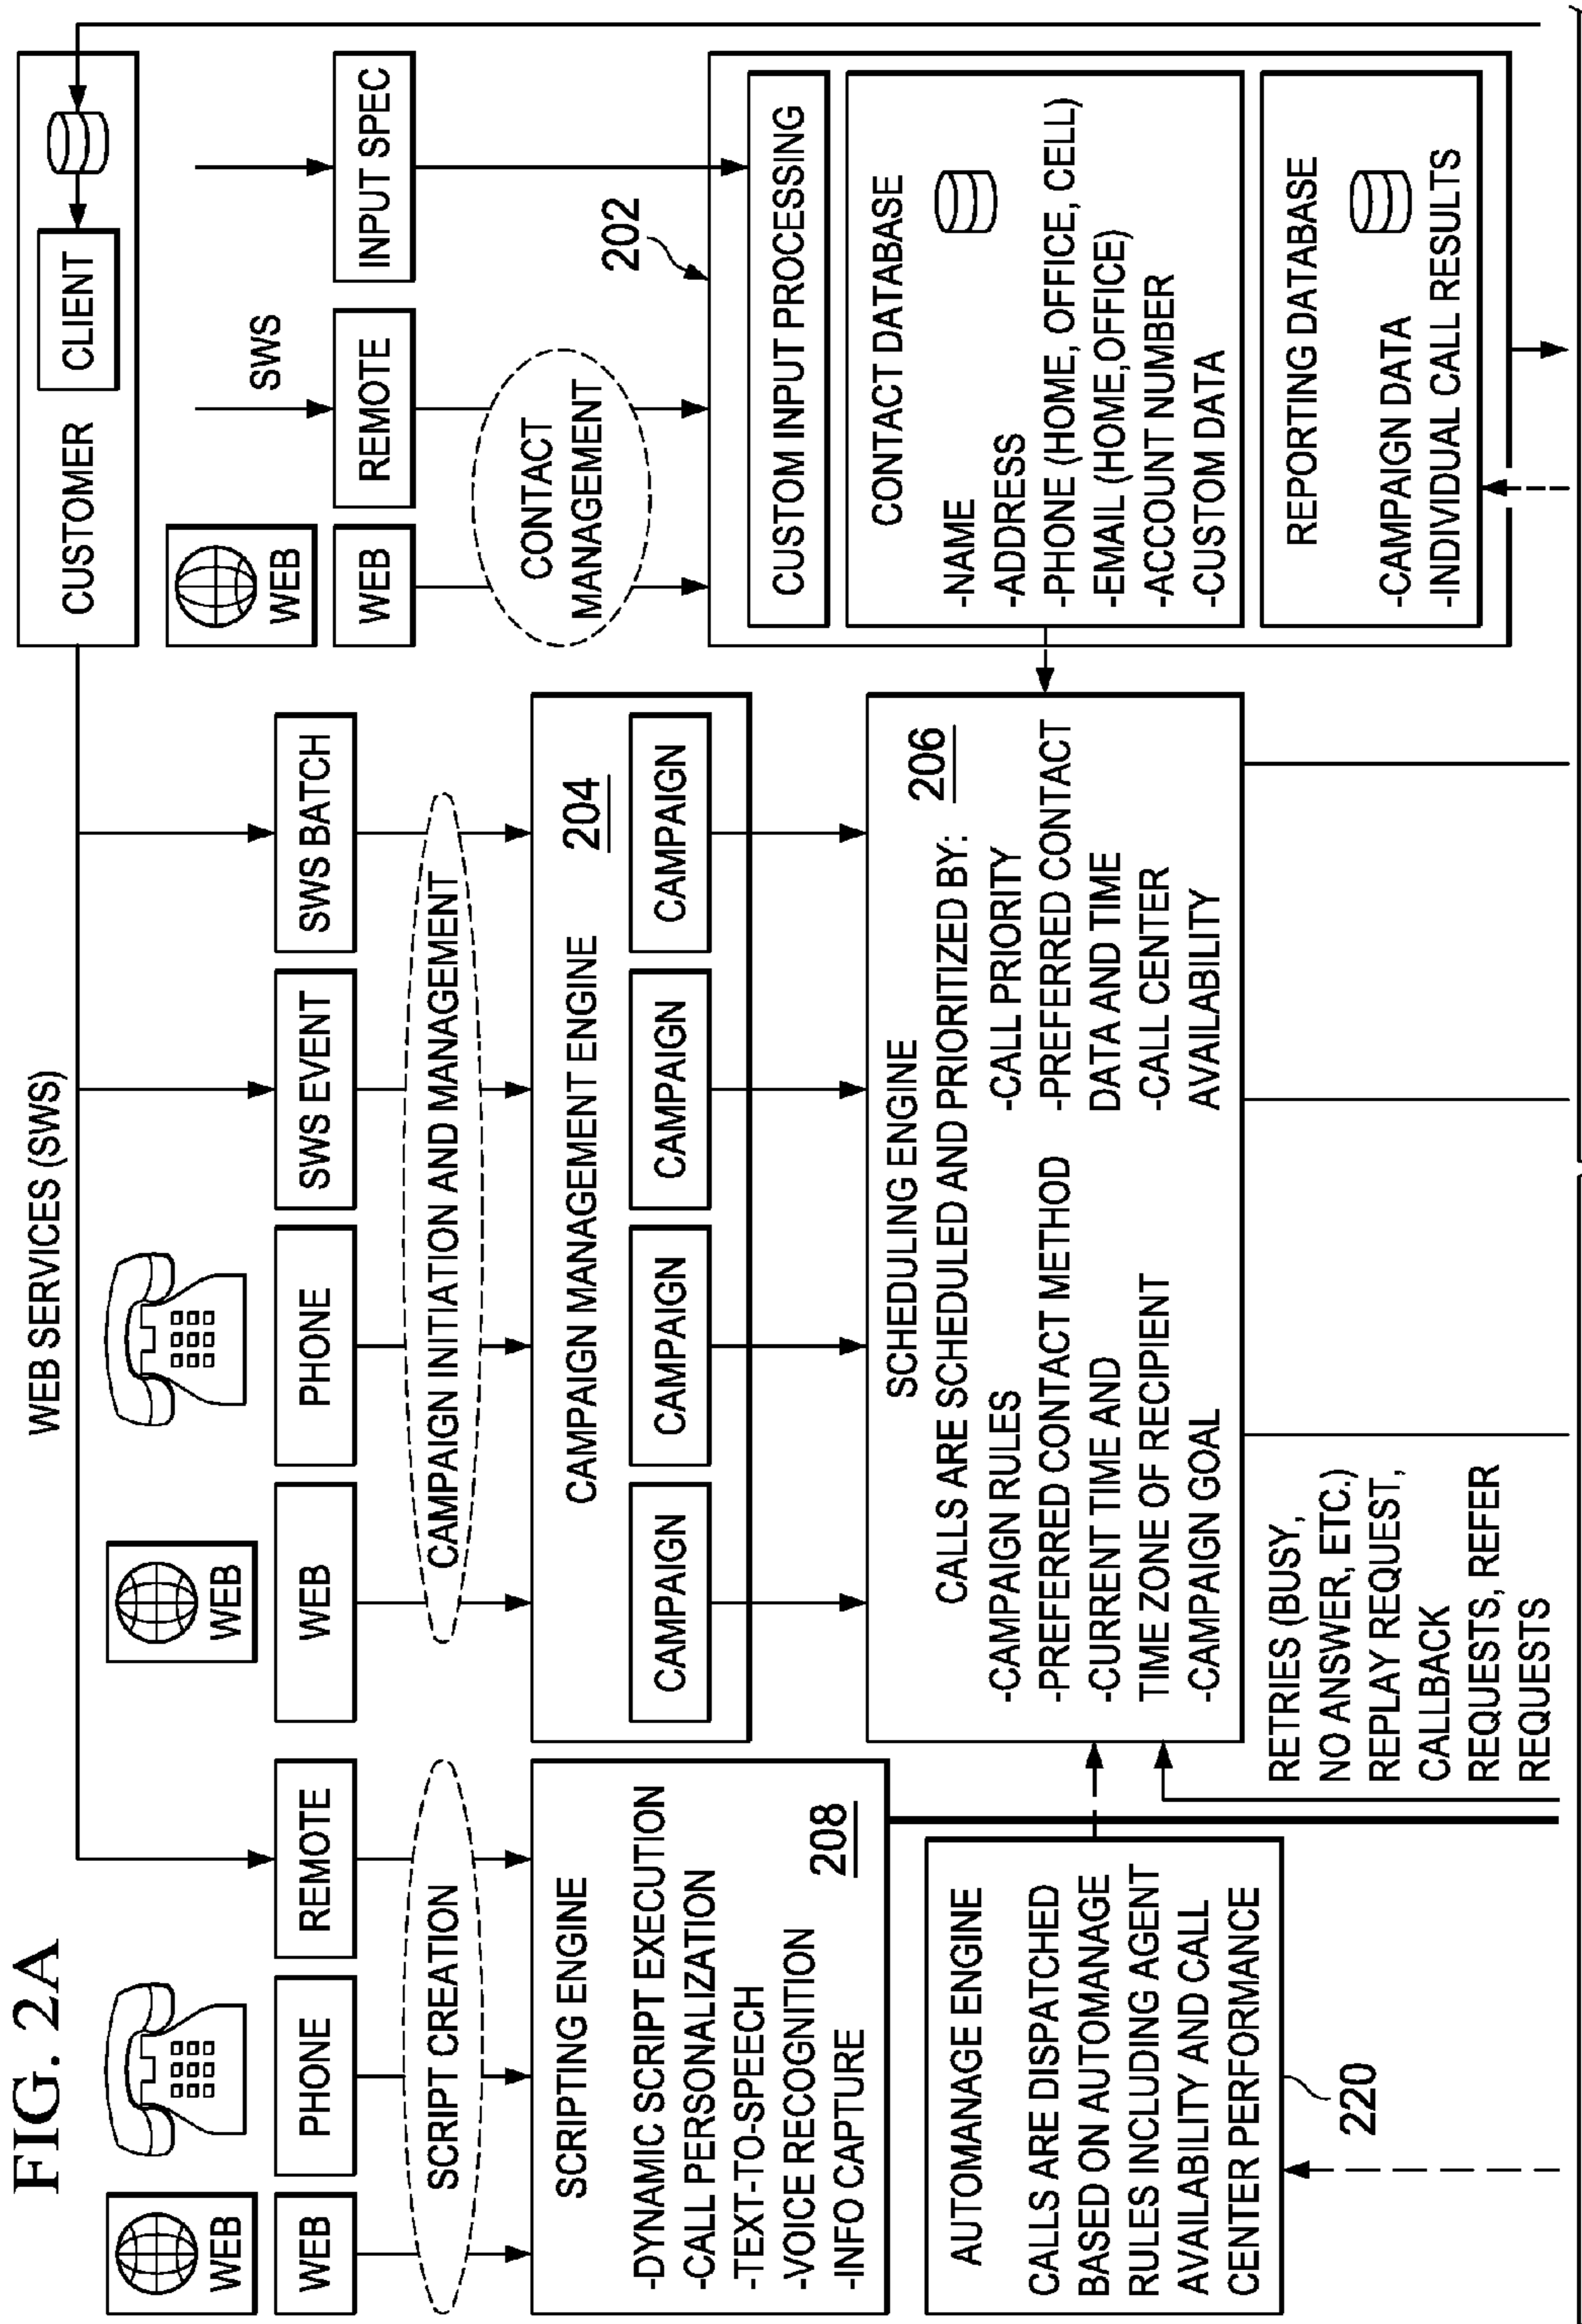 FIG. 2A
WEB SERVICES (SWS)
CUSTOMER
CLIENT
WEB
WEB
PHONE
REMOTE
SCRIPT CREATION
SCRIPTING ENGINE
-DYNAMIC SCRIPT EXECUTION
-CALL PERSONALIZATION
-TEXT-TO-SPEECH
-VOICE RECOGNITION
-INFO CAPTURE
208
AUTOMANAGE ENGINE
CALLS ARE DISPATCHED
BASED ON AUTOMANAGE
RULES INCLUDING AGENT
AVAILABILITY AND CALL
CENTER PERFORMANCE
220
WEB
WEB
PHONE
SWS EVENT
SWS BATCH
CAMPAIGN INITIATION AND MANAGEMENT
CAMPAIGN MANAGEMENT ENGINE
204
CAMPAIGN
CAMPAIGN
CAMPAIGN
CAMPAIGN
SCHEDULING ENGINE
206
CALLS ARE SCHEDULED AND PRIORITIZED BY:
-CAMPAIGN RULES
-PREFERRED CONTACT METHOD
-CURRENT TIME AND
TIME ZONE OF RECIPIENT
-CAMPAIGN GOAL
-CALL PRIORITY
-PREFERRED CONTACT
DATA AND TIME
-CALL CENTER
AVAILABILITY
RETRIES (BUSY,
NO ANSWER, ETC.)
REPLAY REQUEST,
CALLBACK
REQUESTS, REFER
REQUESTS
WEB
WEB
SWS
REMOTE
INPUT SPEC
CONTACT
MANAGEMENT
202
CUSTOM INPUT PROCESSING
CONTACT DATABASE
-NAME
-ADDRESS
-PHONE (HOME, OFFICE, CELL)
-EMAIL (HOME,OFFICE)
-ACCOUNT NUMBER
-CUSTOM DATA
REPORTING DATABASE
-CAMPAIGN DATA
-INDIVIDUAL CALL RESULTS